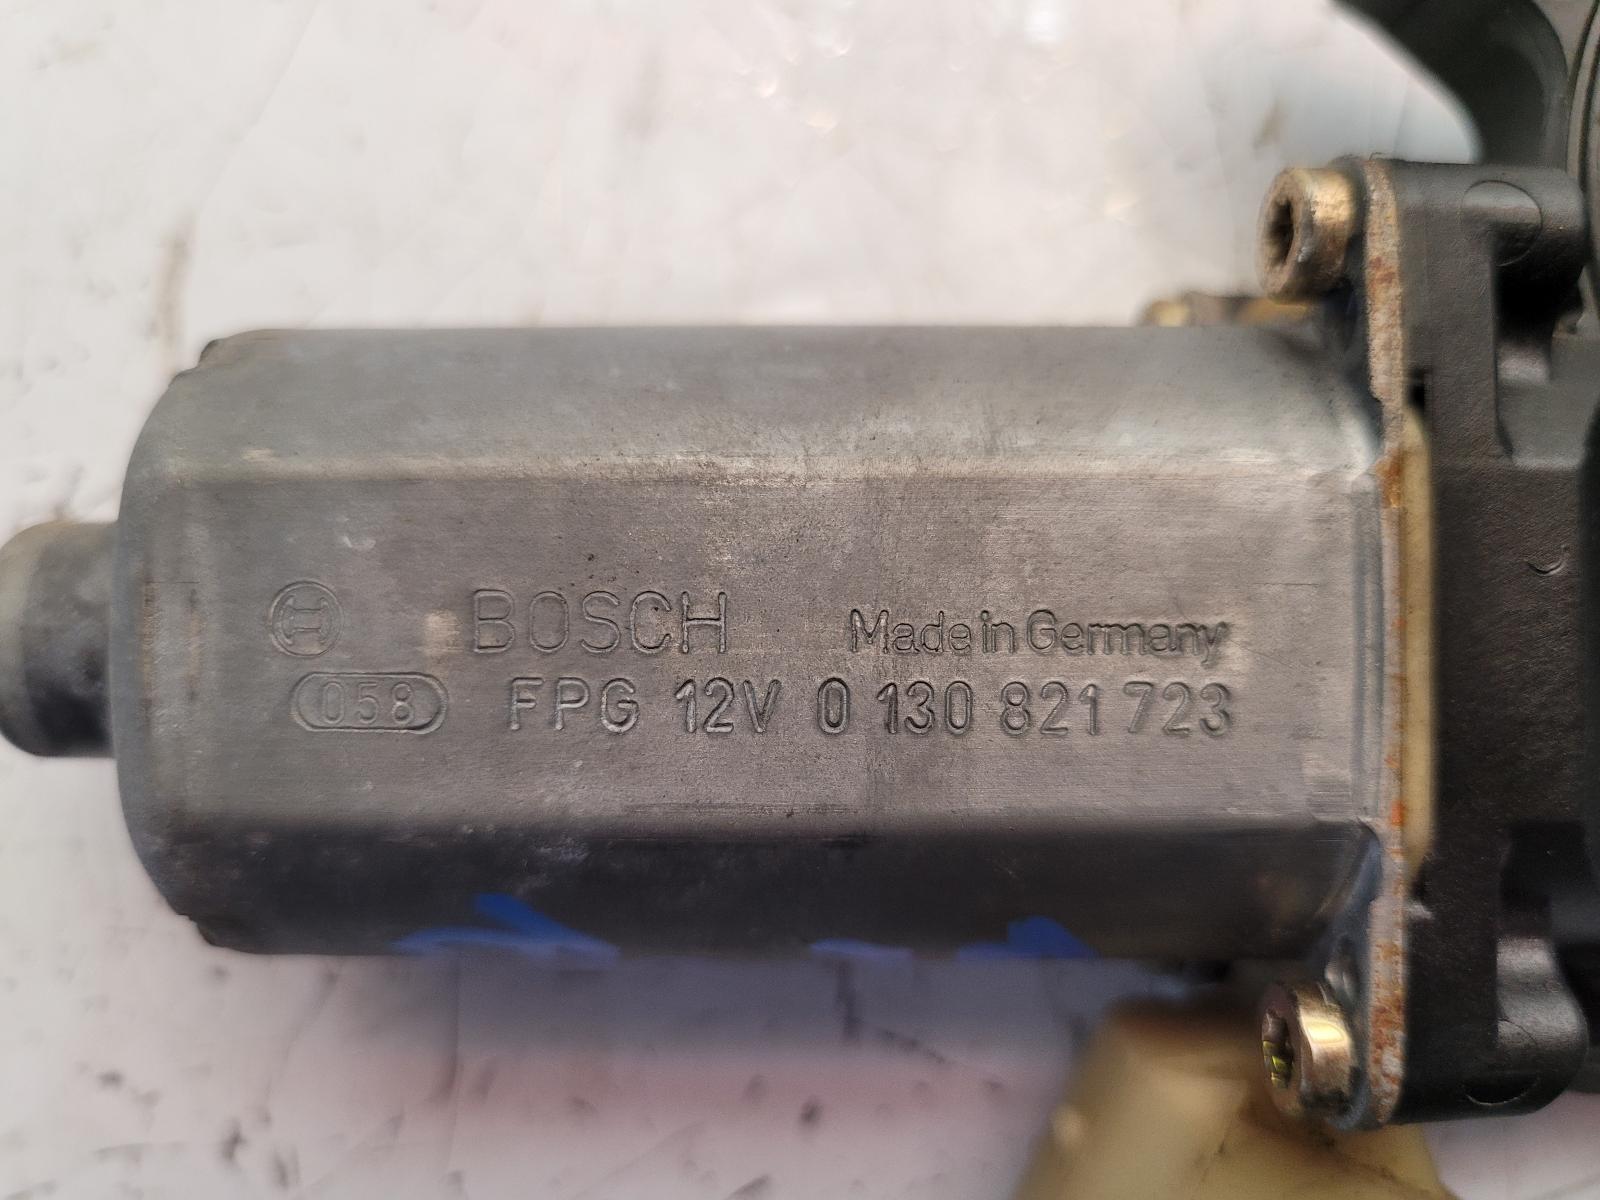 BOSCH Made in Germany
058 FPG 12V 0 130 821 723